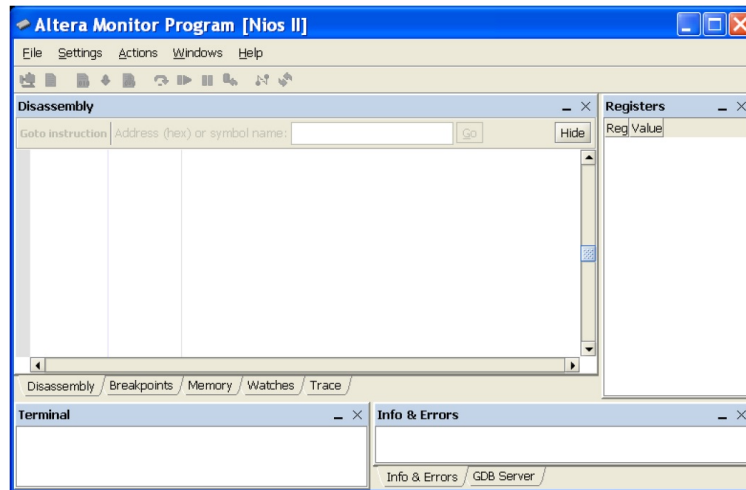 Altera Monitor Program [Nios II]
File Settings Actions Windows Help
Disassembly
Goto instruction Address (hex) or symbol name: Go Hide
Registers
Reg Value
Disassembly Breakpoints Memory Watches Trace
Terminal
Info & Errors
Info & Errors GDB Server